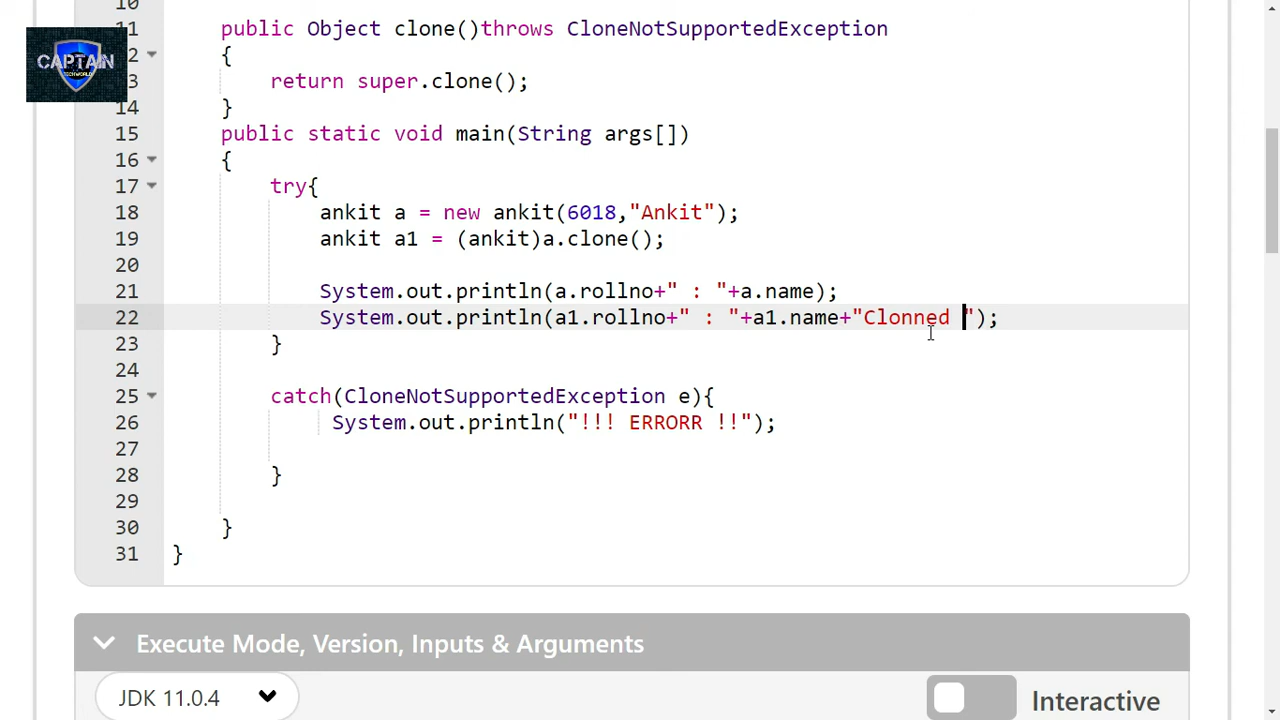 10
CAPTAIN
TECHWORLD
11 public Object clone()throws CloneNotSupportedException
2 {
3 return super.clone();
14 }
15 public static void main(String args[])
16 {
17 try{
18 ankit a = new ankit(6018,"Ankit");
19 ankit a1 = (ankit)a.clone();
20
21 System.out.println(a.rollno+" : "+a.name);
22 System.out.println(a1.rollno+" : "+a1.name+"Clonned ");
23 }
24
25 catch(CloneNotSupportedException e){
26 System.out.println("!!! ERRORR !!");
27
28 }
29
30 }
31 }
Execute Mode, Version, Inputs & Arguments
JDK 11.0.4 Interactive